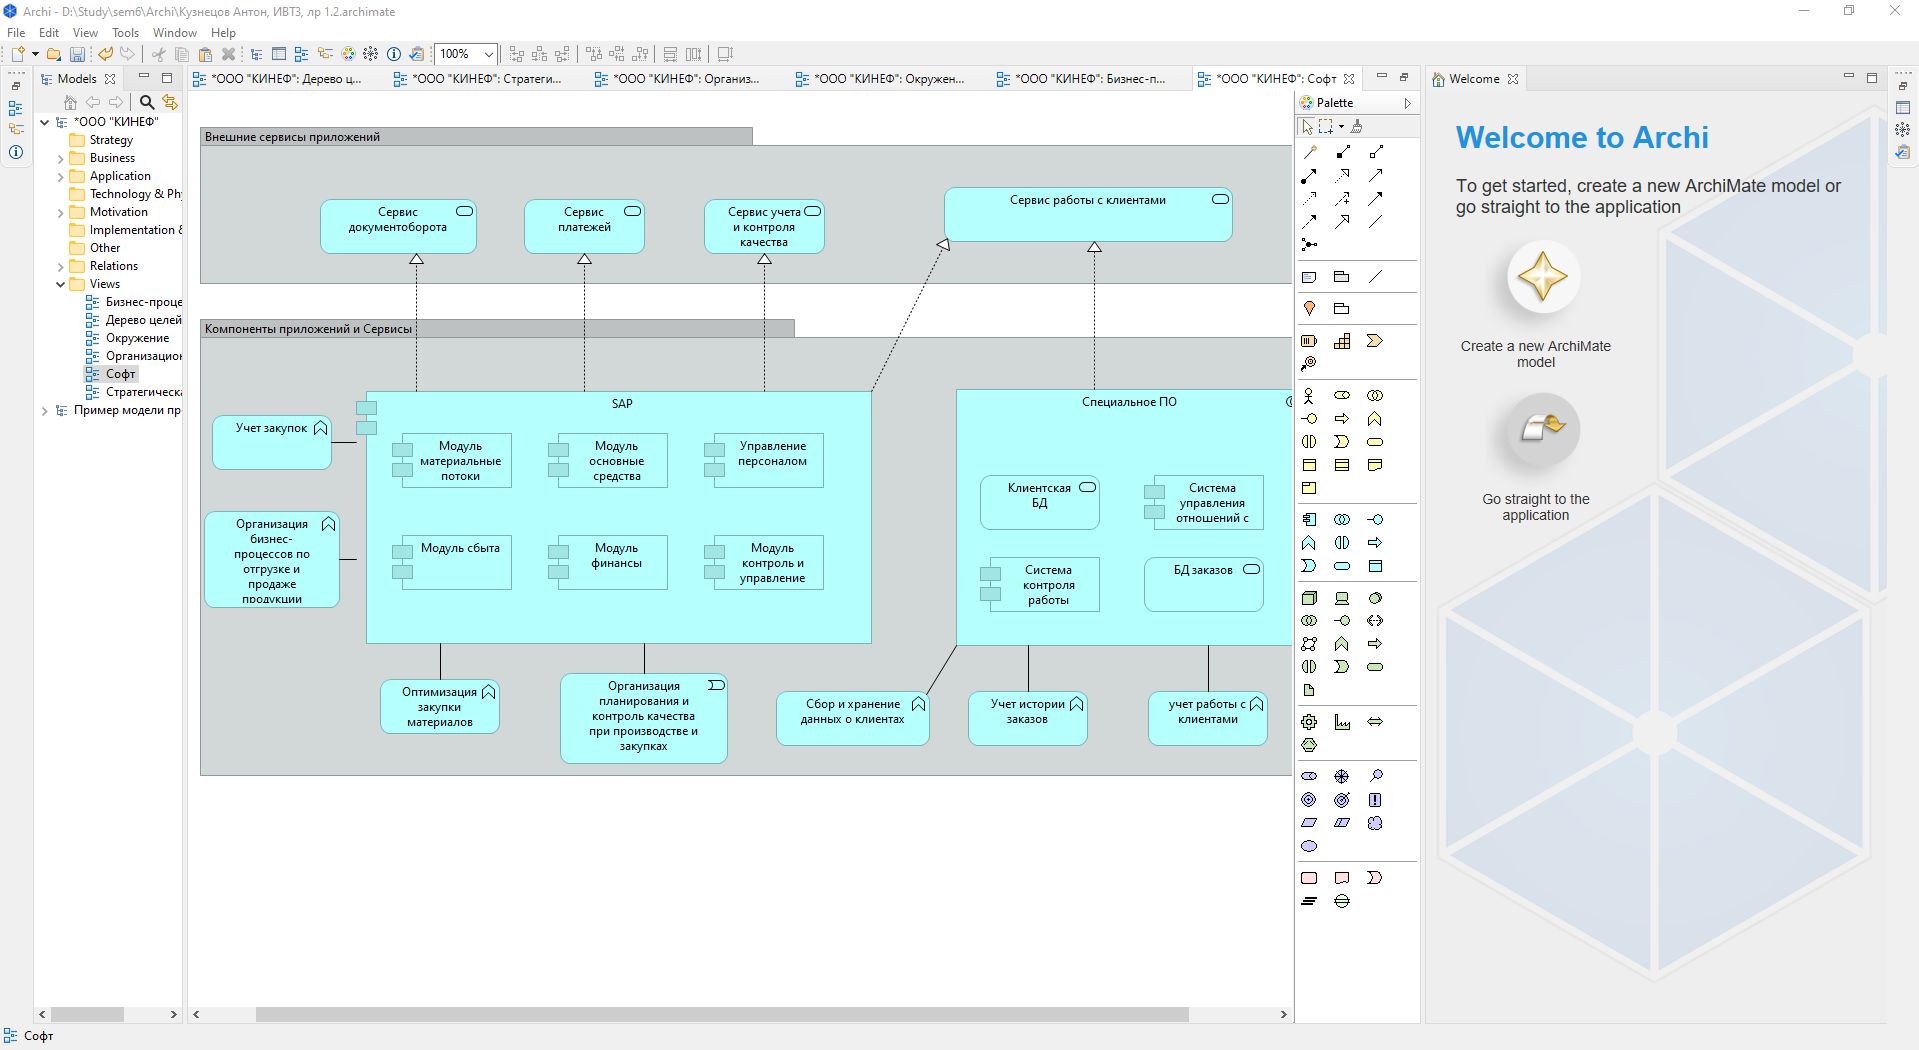 Archi - D:\Study\sem6\Archi\Кузнецов Антон, ИВТ3, лр 1.2.archimate
File Edit View Tools Window Help
100%
Models
*ООО "КИНЕФ": Дерево ц...
*ООО "КИНЕФ": Стратеги...
*ООО "КИНЕФ": Организ...
*ООО "КИНЕФ": Окружен...
*ООО "КИНЕФ": Бизнес-п...
*ООО "КИНЕФ": Софт
Welcome
*ООО "КИНЕФ"
Strategy
Business
Application
Technology & Phy
Motivation
Implementation &
Other
Relations
Views
Бизнес-проце
Дерево целей
Окружение
Организацион
Софт
Стратегическа
Пример модели пр
Внешние сервисы приложений
Сервис
документооборота
Сервис
платежей
Сервис учета
и контроля
качества
Сервис работы с клиентами
Компоненты приложений и Сервисы
Учет закупок
Организация
бизнес-
процессов по
отгрузке и
продаже
продукции
SAP
Модуль
материальные
потоки
Модуль
основные
средства
Управление
персоналом
Модуль сбыта
Модуль
финансы
Модуль
контроль и
управление
Специальное ПО
Клиентская
БД
Система
управления
отношений с
Система
контроля
работы
БД заказов
Оптимизация
закупки
материалов
Организация
планирования и
контроль качества
при производстве и
закупках
Сбор и хранение
данных о клиентах
Учет истории
заказов
учет работы с
клиентами
Palette
Welcome to Archi
To get started, create a new ArchiMate model or
go straight to the application
Create a new ArchiMate
model
Go straight to the
application
Софт